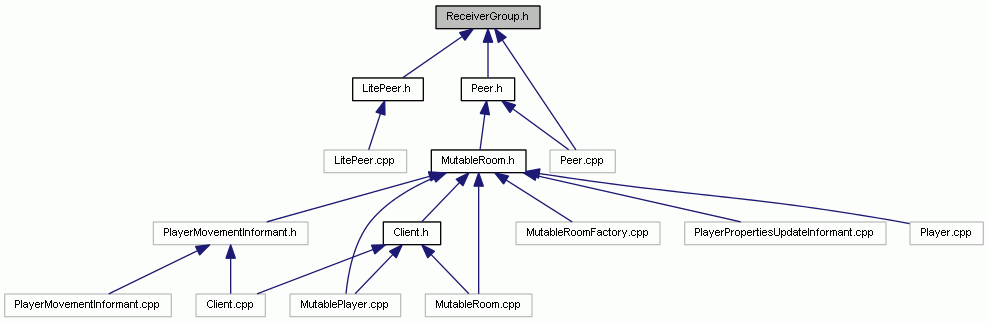 ReceiverGroup.h
LitePeer.h
Peer.h
LitePeer.cpp
MutableRoom.h
Peer.cpp
PlayerMovementInformant.h
Client.h
MutableRoomFactory.cpp
PlayerPropertiesUpdateInformant.cpp
Player.cpp
PlayerMovementInformant.cpp
Client.cpp
MutablePlayer.cpp
MutableRoom.cpp